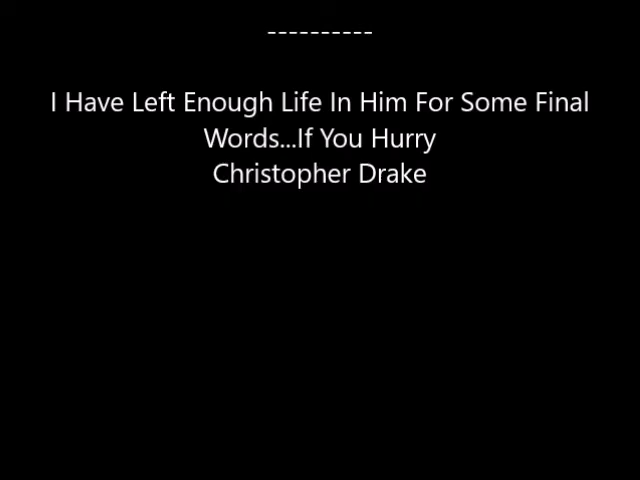 ----------
I Have Left Enough Life In Him For Some Final
Words...If You Hurry
Christopher Drake